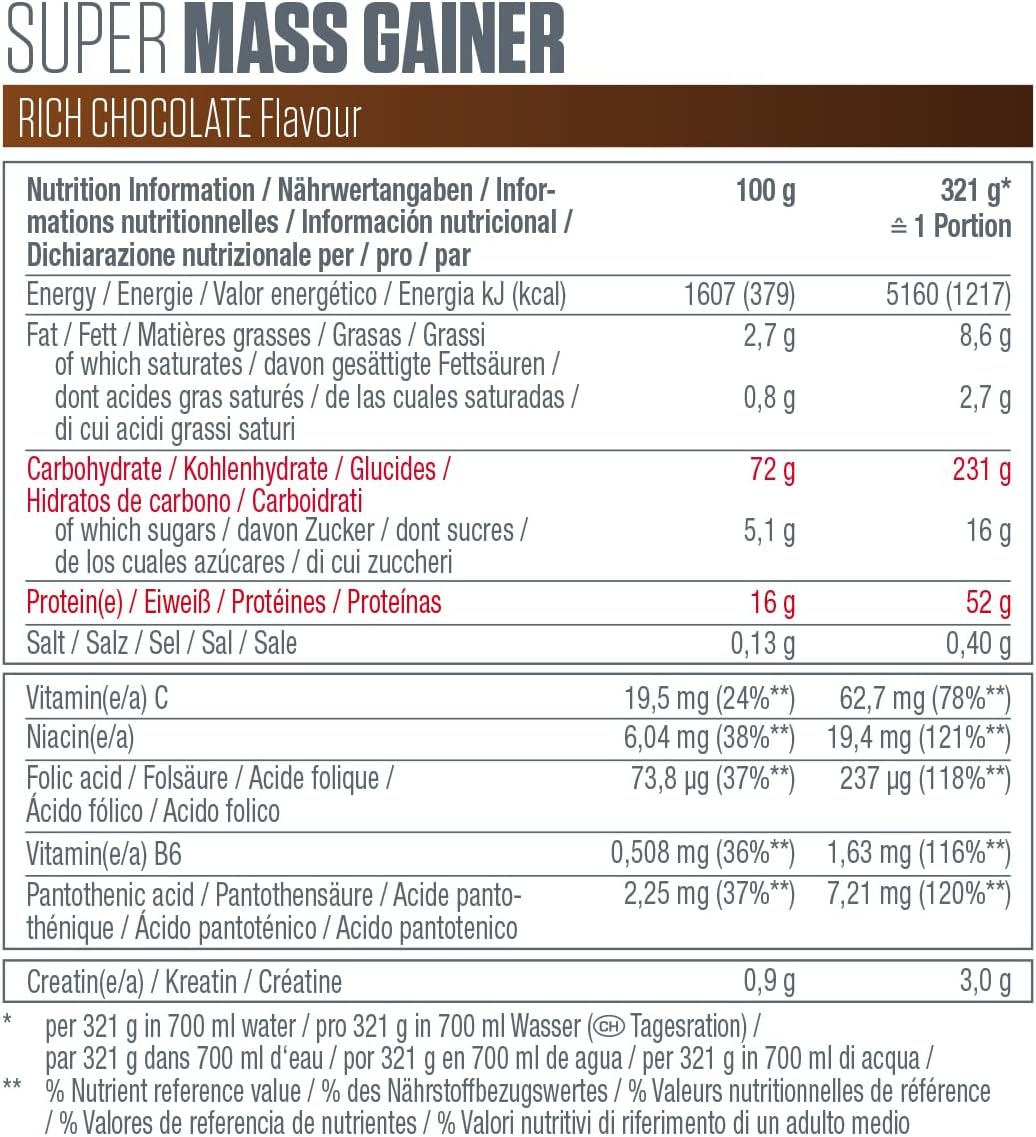 SUPER MASS GAINER
RICH CHOCOLATE Flavour
Nutrition Information / Nährwertangaben / Infor- 100 g 321 g*
mations nutritionnelles / Información nutricional / ≙ 1 Portion
Dichiarazione nutrizionale per / pro / par
Energy / Energie / Valor energético / Energia kJ (kcal) 1607 (379) 5160 (1217)
Fat / Fett / Matières grasses / Grasas / Grassi 2,7 g 8,6 g
of which saturates / davon gesättigte Fettsäuren /
dont acides gras saturés / de las cuales saturadas / 0,8 g 2,7 g
di cui acidi grassi saturi
Carbohydrate / Kohlenhydrate / Glucides / 72 g 231 g
Hidratos de carbono / Carboidrati
of which sugars / davon Zucker / dont sucres / 5,1 g 16 g
de los cuales azúcares / di cui zuccheri
Protein(e) / Eiweiß / Protéines / Proteínas 16 g 52 g
Salt / Salz / Sel / Sal / Sale 0,13 g 0,40 g
Vitamin(e/a) C 19,5 mg (24%**) 62,7 mg (78%**)
Niacin(e/a) 6,04 mg (38%**) 19,4 mg (121%**)
Folic acid / Folsäure / Acide folique / 73,8 µg (37%**) 237 µg (118%**)
Ácido fólico / Acido folico
Vitamin(e/a) B6 0,508 mg (36%**) 1,63 mg (116%**)
Pantothenic acid / Pantothensäure / Acide panto- 2,25 mg (37%**) 7,21 mg (120%**)
thénique / Ácido pantoténico / Acido pantotenico
Creatin(e/a) / Kreatin / Créatine 0,9 g 3,0 g
* per 321 g in 700 ml water / pro 321 g in 700 ml Wasser (CH Tagesration) /
par 321 g dans 700 ml d‘eau / por 321 g en 700 ml de agua / per 321 g in 700 ml di acqua /
** % Nutrient reference value / % des Nährstoffbezugswertes / % Valeurs nutritionnelles de référence
/ % Valores de referencia de nutrientes / % Valori nutritivi di riferimento di un adulto medio